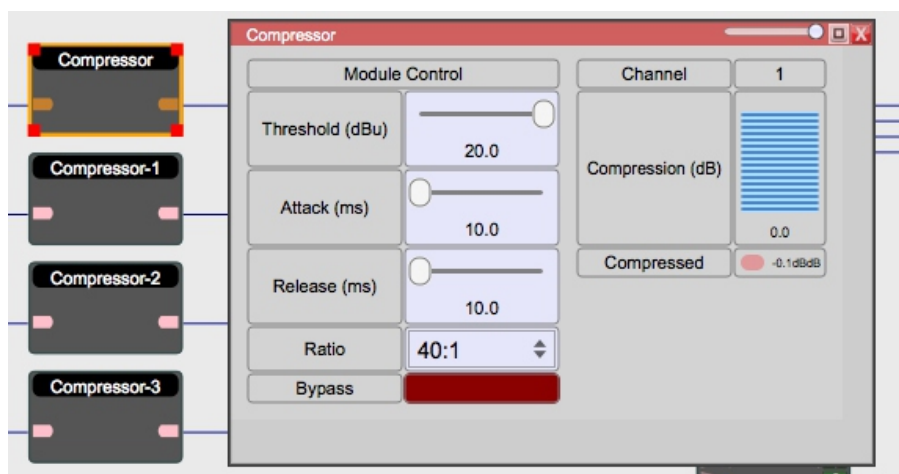 Compressor
Compressor-1
Compressor-2
Compressor-3
Compressor
X
Module Control
Threshold (dBu)
20.0
Attack (ms)
10.0
Release (ms)
10.0
Ratio
40:1
Bypass
Channel
1
Compression (dB)
0.0
Compressed
-0.1dBdB